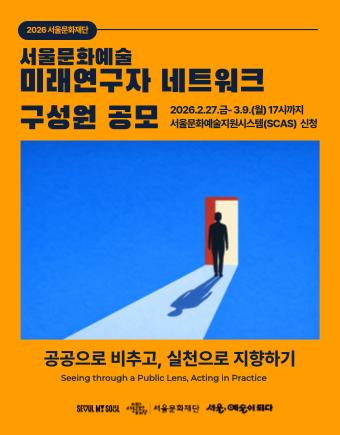 2026 서울문화재단
서울문화예술
미래연구자 네트워크
구성원 공모
2026.2.27.금- 3.9.(월) 17시까지
서울문화예술지원시스템(SCAS) 신청
공공으로 비추고, 실천으로 지향하기
Seeing through a Public Lens, Acting in Practice
SEOUL MY SOUL
서울문화재단
서울, 예술이 되다